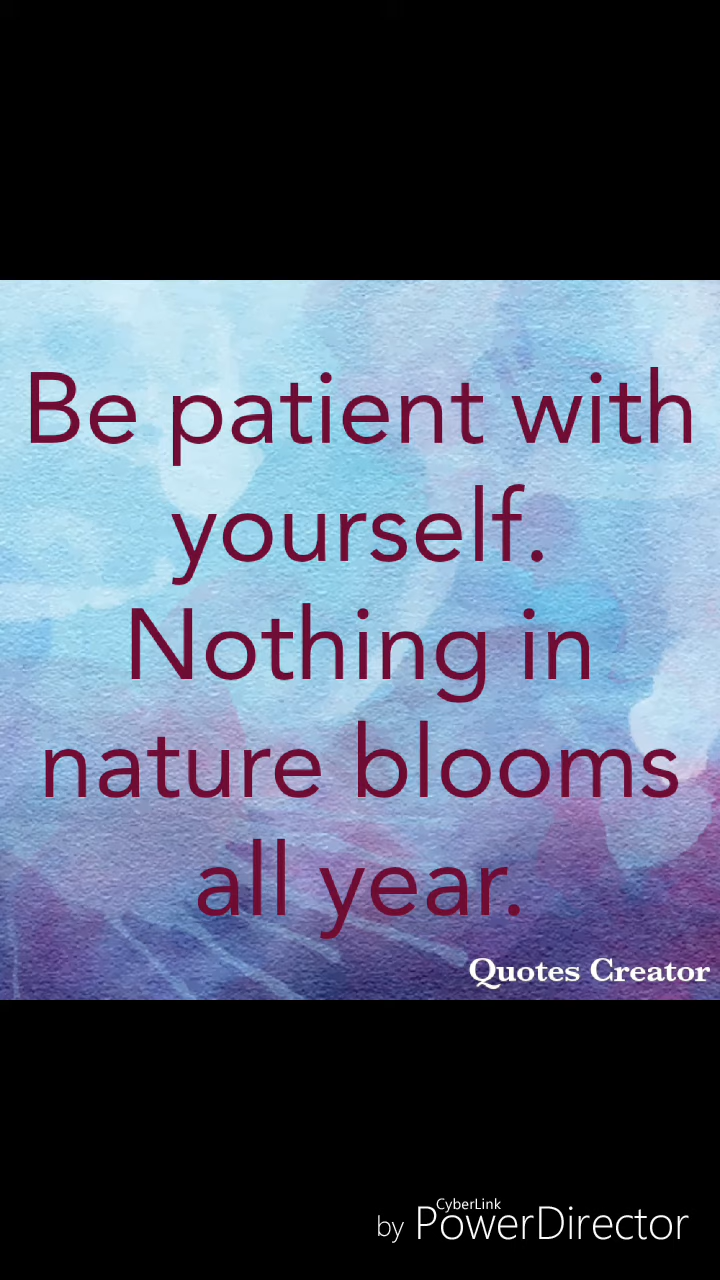 Be patient with
yourself.
Nothing in
nature blooms
all year.
Quotes Creator
CyberLink
by PowerDirector